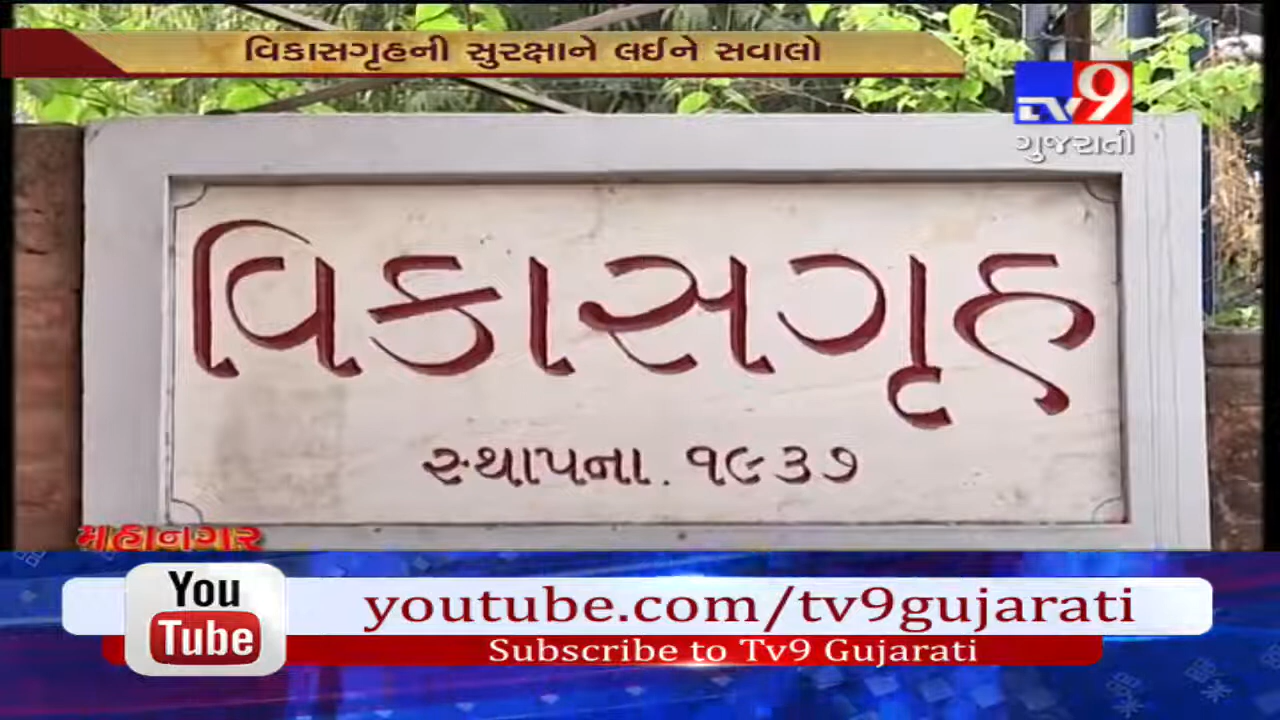 વિકાસગૃહની સુરક્ષાને લઈને સવાલો
TV9
ગુજરાતી
વિકાસગૃહ
સ્થાપના. ૧૯૩૭
મહાનગર
You
Tube
youtube.com/tv9gujarati
Subscribe to Tv9 Gujarati